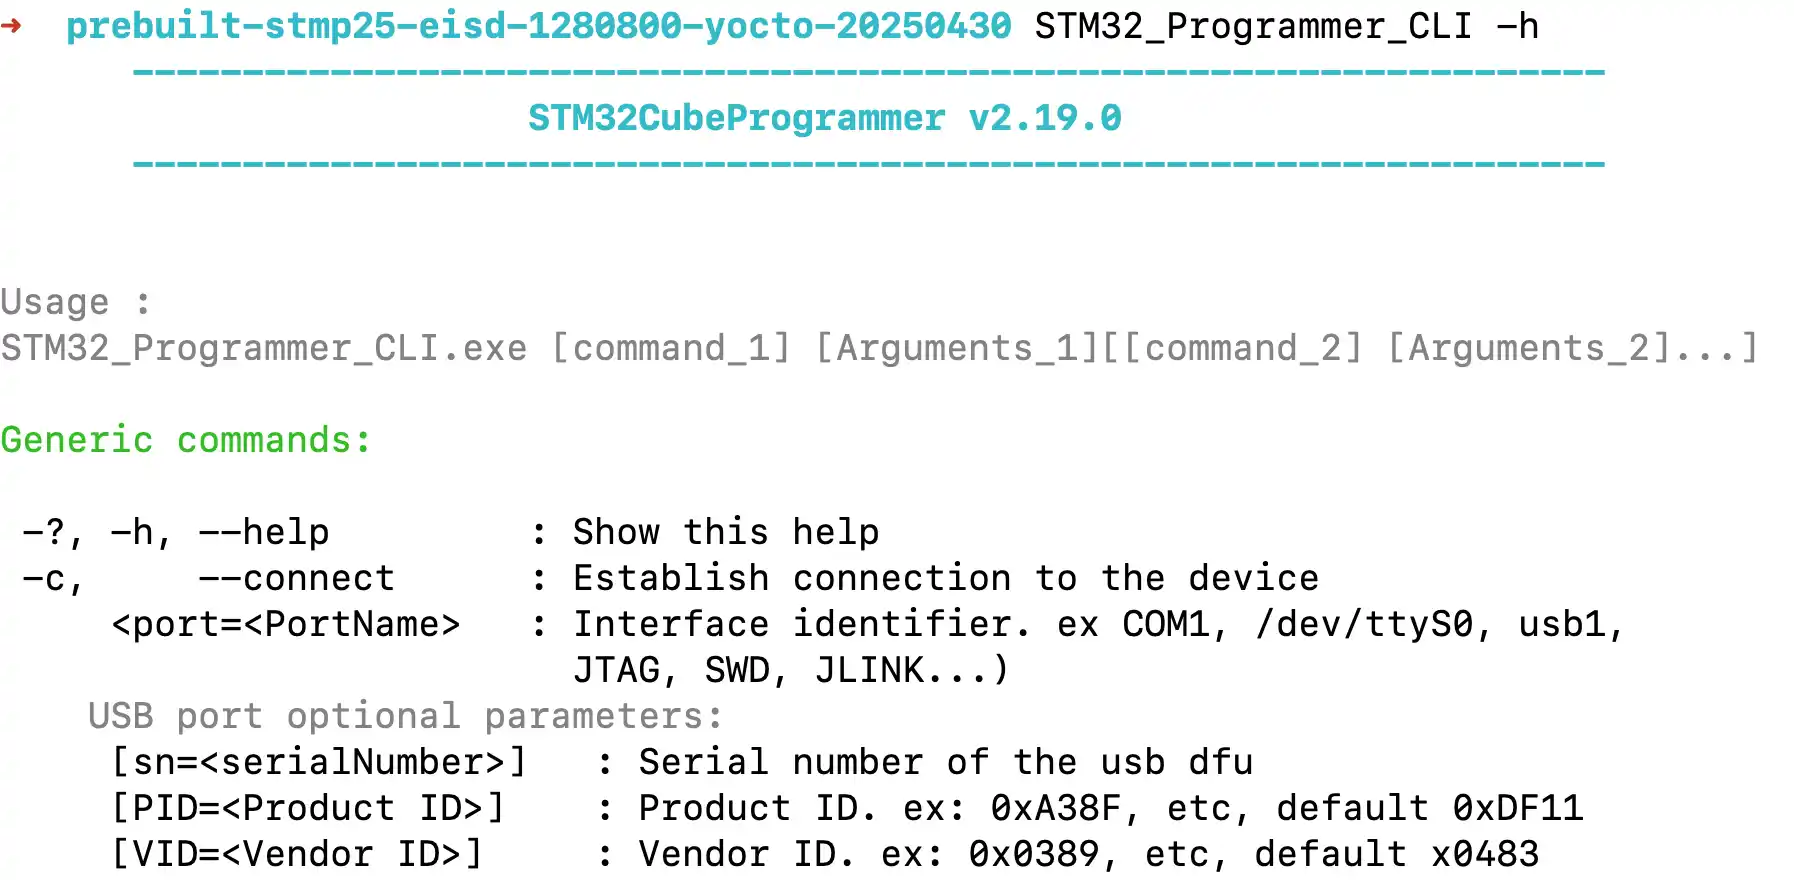 ➜ prebuilt-stmp25-eisd-1280800-yocto-20250430 STM32_Programmer_CLI -h
-------------------------------------------------------------------
STM32CubeProgrammer v2.19.0
-------------------------------------------------------------------
Usage :
STM32_Programmer_CLI.exe [command_1] [Arguments_1][[command_2] [Arguments_2]...]
Generic commands:
-?, -h, --help : Show this help
-c, --connect : Establish connection to the device
<port=<PortName> : Interface identifier. ex COM1, /dev/ttyS0, usb1,
JTAG, SWD, JLINK...)
USB port optional parameters:
[sn=<serialNumber>] : Serial number of the usb dfu
[PID=<Product ID>] : Product ID. ex: 0xA38F, etc, default 0xDF11
[VID=<Vendor ID>] : Vendor ID. ex: 0x0389, etc, default x0483